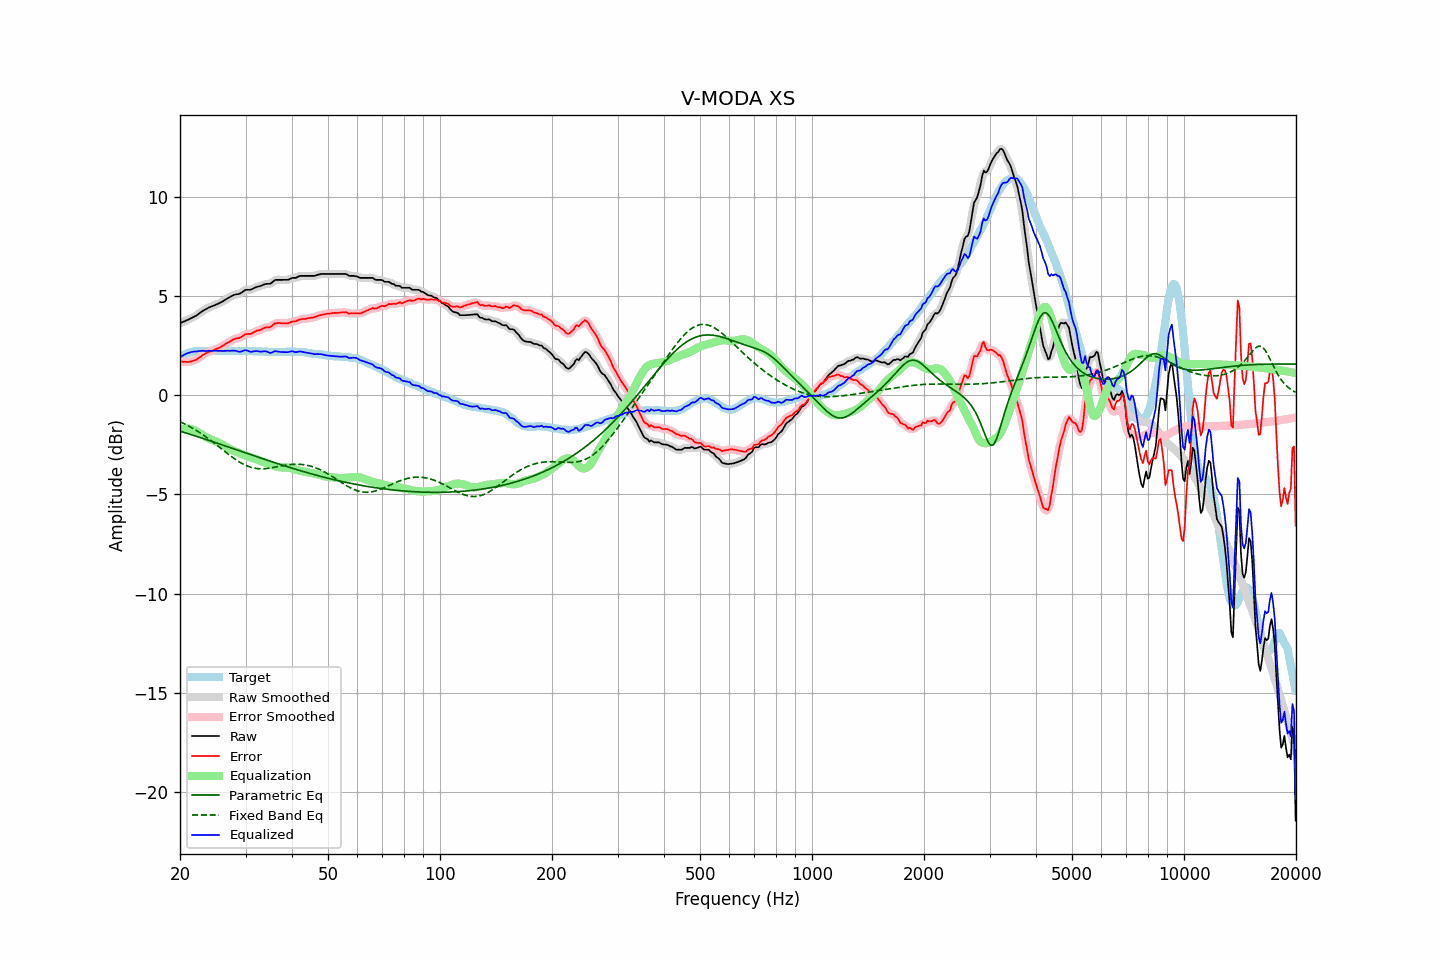 V-MODA XS
10
5
0
−5
−10
−15
−20
Amplitude (dBr)
Target
Raw Smoothed
Error Smoothed
Raw
Error
Equalization
Parametric Eq
Fixed Band Eq
Equalized
20 50 100 200 500 1000 2000 5000 10000 20000
Frequency (Hz)